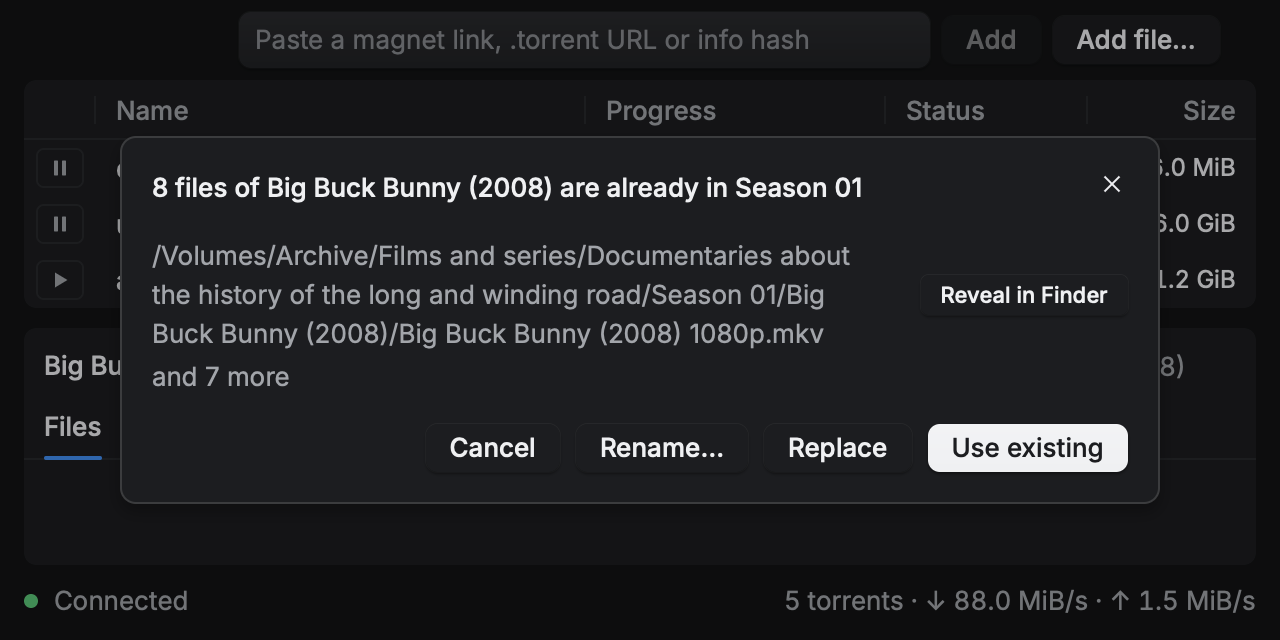 Paste a magnet link, .torrent URL or info hash
Add
Add file...
Name
Progress
Status
Size
8 files of Big Buck Bunny (2008) are already in Season 01
/Volumes/Archive/Films and series/Documentaries about
the history of the long and winding road/Season 01/Big
Buck Bunny (2008)/Big Buck Bunny (2008) 1080p.mkv
and 7 more
Reveal in Finder
Cancel
Rename...
Replace
Use existing
.0 MiB
.0 GiB
.2 GiB
Big Bu
8)
Files
Connected
5 torrents · ↓ 88.0 MiB/s · ↑ 1.5 MiB/s